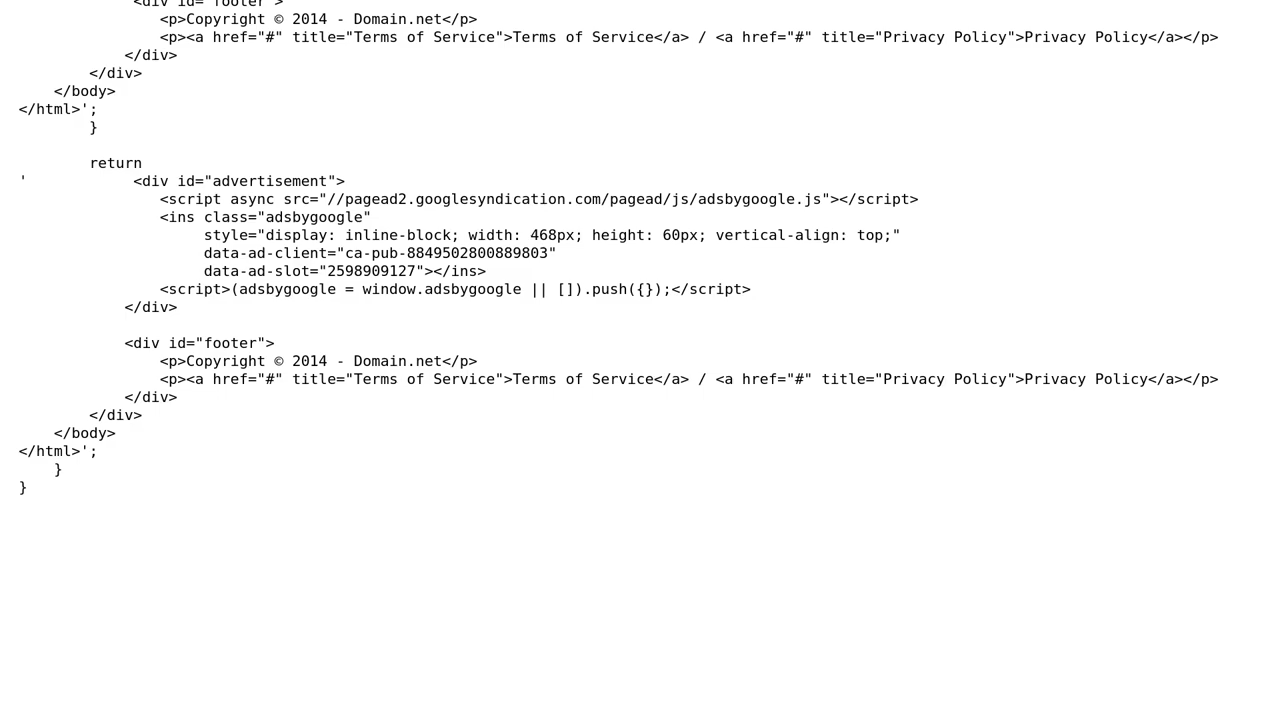 <div id="footer">
<p>Copyright © 2014 - Domain.net</p>
<p><a href="#" title="Terms of Service">Terms of Service</a> / <a href="#" title="Privacy Policy">Privacy Policy</a></p>
</div>
</div>
</body>
</html>';
}
return
' <div id="advertisement">
<script async src="//pagead2.googlesyndication.com/pagead/js/adsbygoogle.js"></script>
<ins class="adsbygoogle"
style="display: inline-block; width: 468px; height: 60px; vertical-align: top;"
data-ad-client="ca-pub-8849502800889803"
data-ad-slot="2598909127"></ins>
<script>(adsbygoogle = window.adsbygoogle || []).push({});</script>
</div>
<div id="footer">
<p>Copyright © 2014 - Domain.net</p>
<p><a href="#" title="Terms of Service">Terms of Service</a> / <a href="#" title="Privacy Policy">Privacy Policy</a></p>
</div>
</div>
</body>
</html>';
}
}